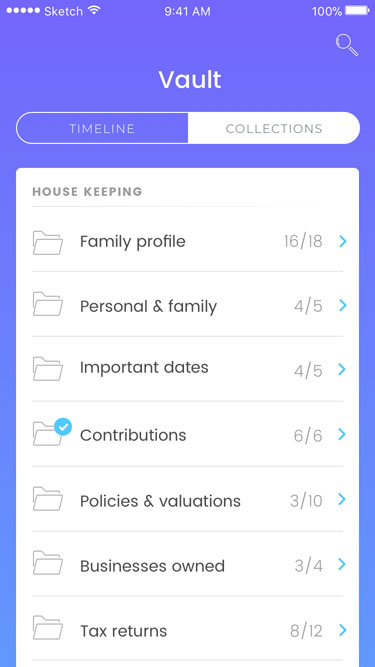 Sketch 9:41 AM 100%
Vault
TIMELINE COLLECTIONS
HOUSE KEEPING
Family profile 16/18
Personal & family 4/5
Important dates 4/5
Contributions 6/6
Policies & valuations 3/10
Businesses owned 3/4
Tax returns 8/12